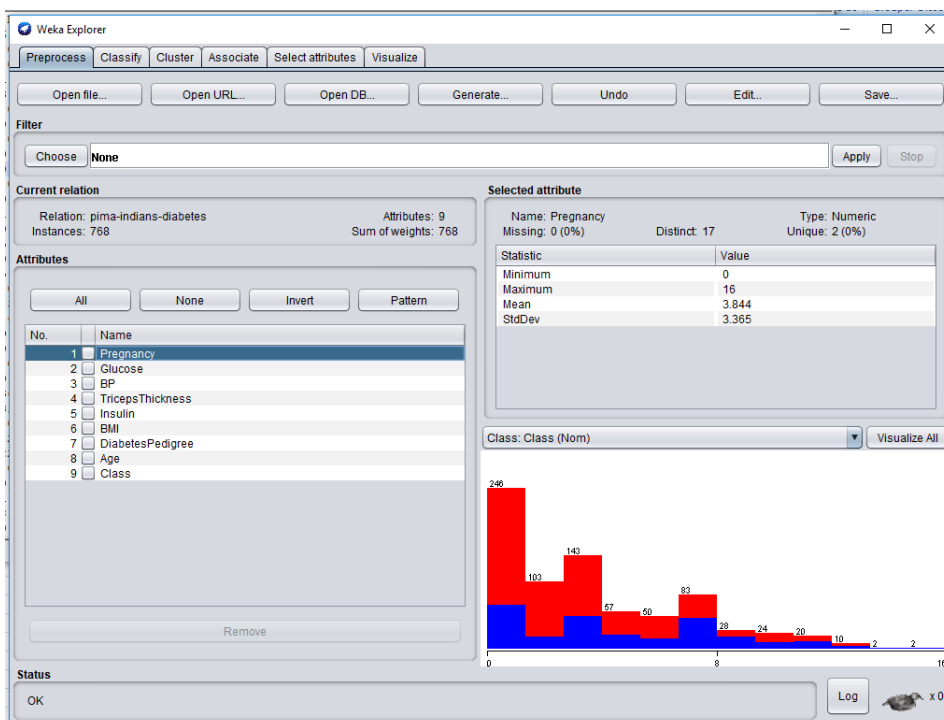 Weka Explorer
Preprocess Classify Cluster Associate Select attributes Visualize
Open file... Open URL... Open DB... Generate... Undo Edit... Save...
Filter
Choose None Apply Stop
Current relation
Relation: pima-indians-diabetes Attributes: 9
Instances: 768 Sum of weights: 768
Attributes
All None Invert Pattern
No. Name
1 Pregnancy
2 Glucose
3 BP
4 TricepsThickness
5 Insulin
6 BMI
7 DiabetesPedigree
8 Age
9 Class
Remove
Selected attribute
Name: Pregnancy Type: Numeric
Missing: 0 (0%) Distinct: 17 Unique: 2 (0%)
Statistic Value
Minimum 0
Maximum 16
Mean 3.844
StdDev 3.365
Class: Class (Nom) Visualize All
246
103
143
57
50
83
28
24
20
10
2
2
0 8 16
Status
OK
Log x 0